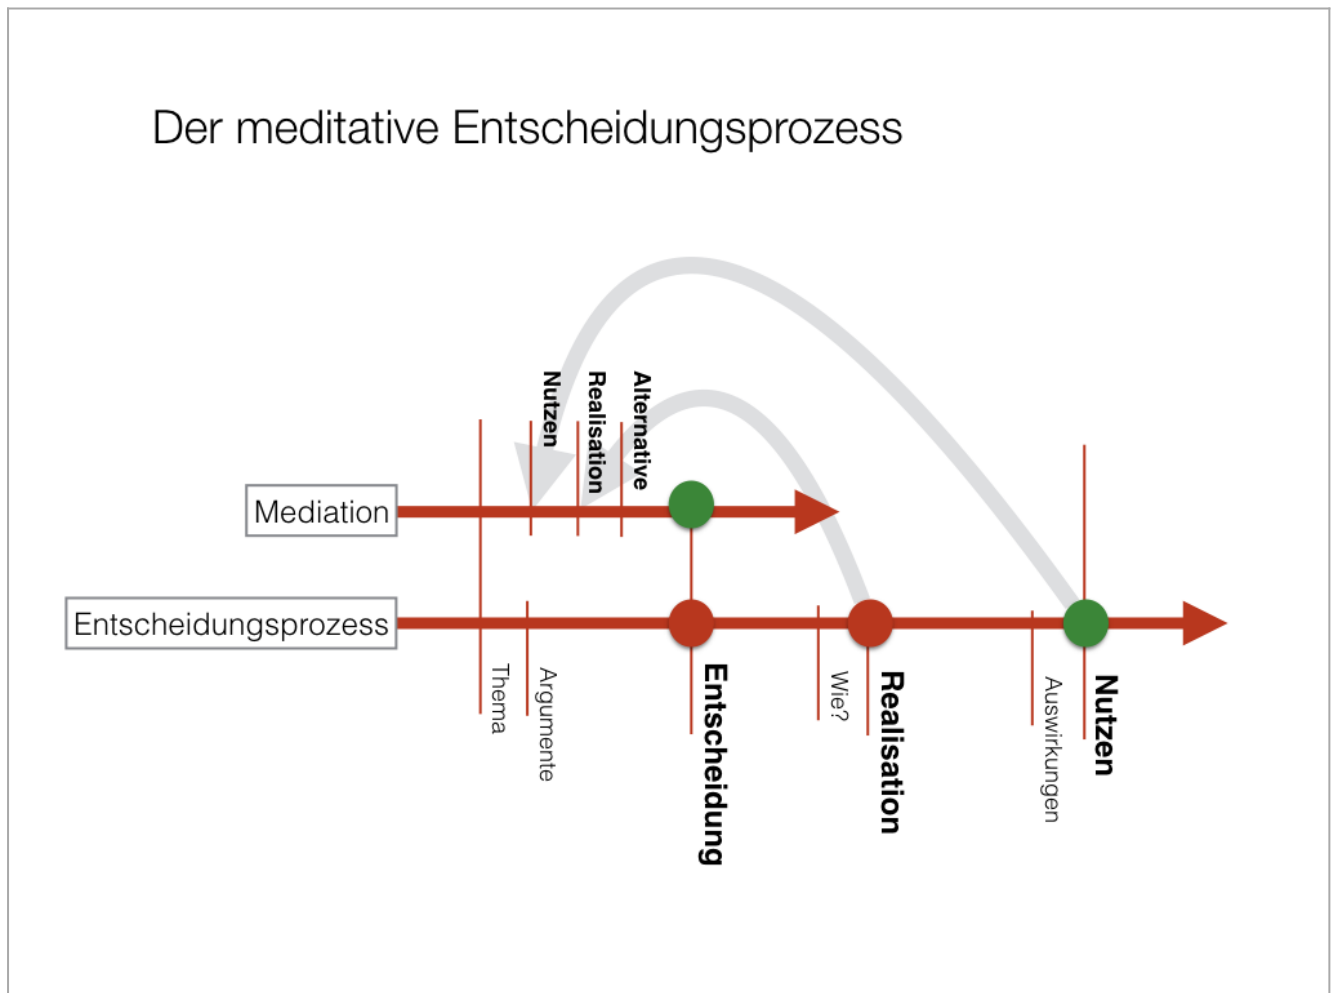 Der meditative Entscheidungsprozess
Nutzen
Realisation
Alternative
Mediation
Entscheidungsprozess
Thema
Argumente
Entscheidung
Wie?
Realisation
Auswirkungen
Nutzen